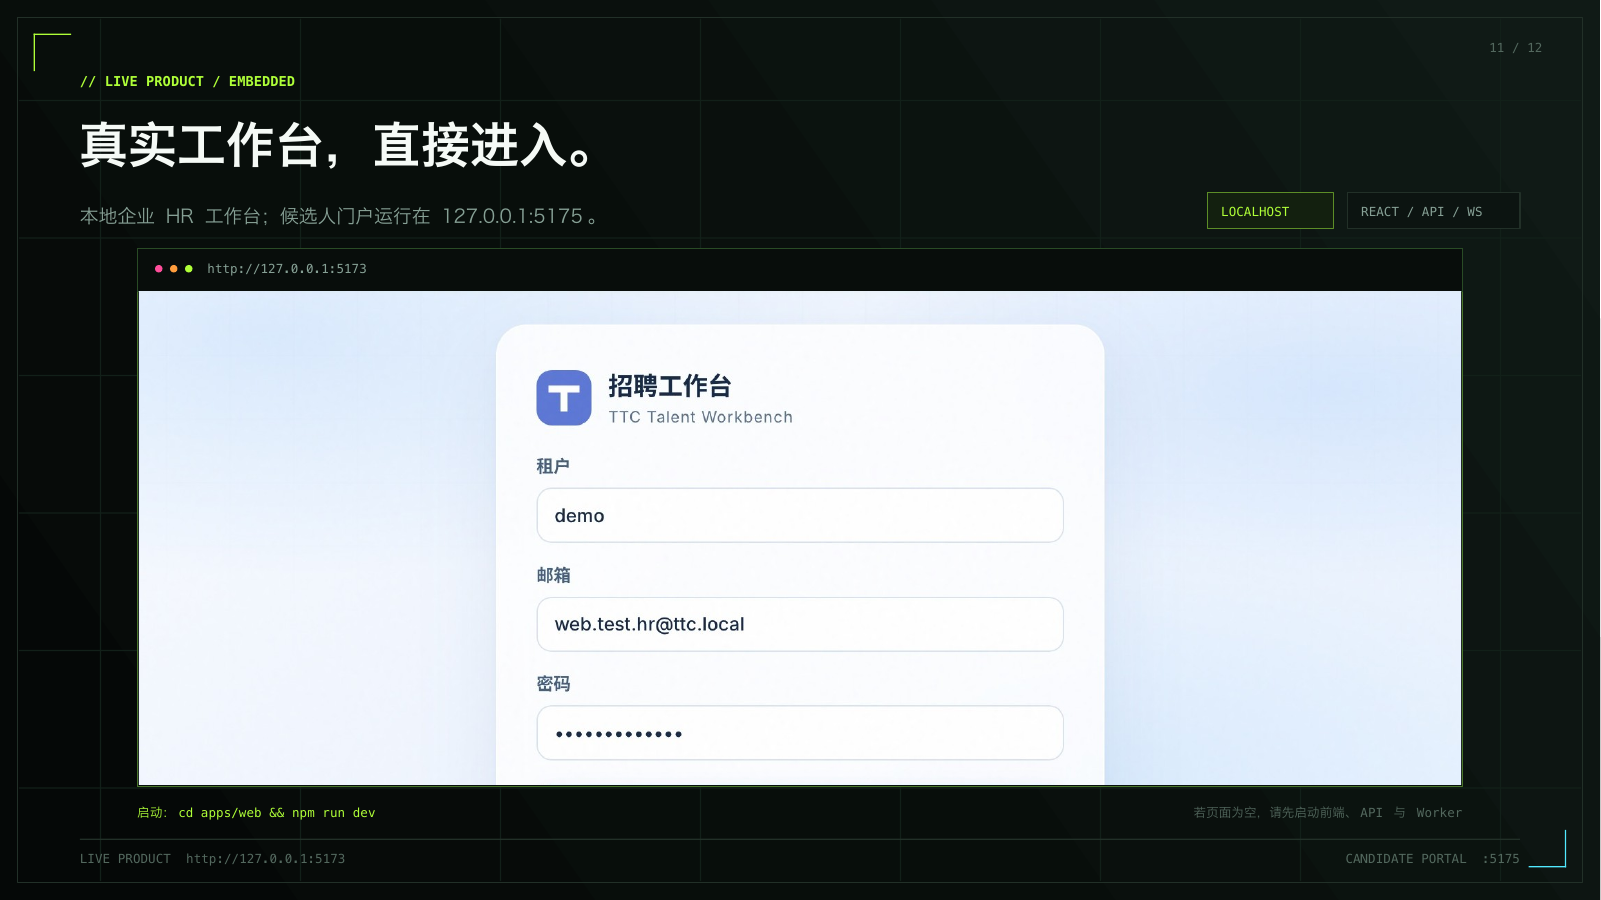 11 / 12
// LIVE PRODUCT / EMBEDDED
真实工作台，直接进入。
本地企业 HR 工作台；候选人门户运行在 127.0.0.1:5175 。
LOCALHOST
REACT / API / WS
http://127.0.0.1:5173
T
招聘工作台
TTC Talent Workbench
租户
demo
邮箱
web.test.hr@ttc.local
密码
•••••••••••••
启动： cd apps/web && npm run dev
若页面为空，请先启动前端、API 与 Worker
LIVE PRODUCT http://127.0.0.1:5173
CANDIDATE PORTAL :5175